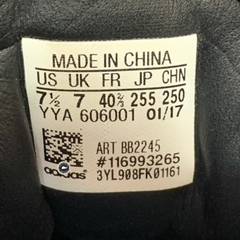 MADE IN CHINA
US UK FR JP CHN
7½ 7 40⅔ 255 250
YYA 606001 01/17
ART BB2245
#116993265
adidas 3YL908FK01161